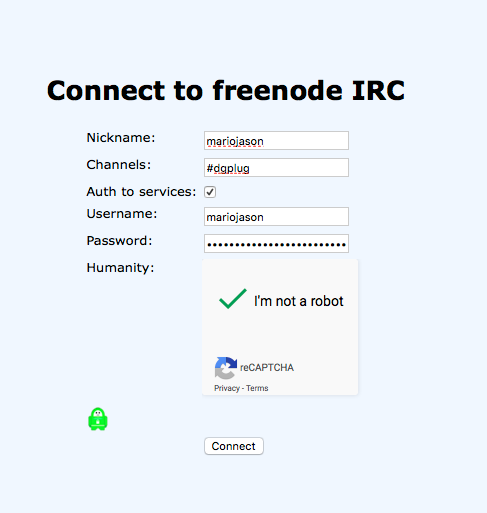 Connect to freenode IRC
Nickname: mariojason
Channels: #dgplug
Auth to services:
Username: mariojason
Password: •••••••••••••••••••••••••
Humanity:
I'm not a robot
reCAPTCHA
Privacy - Terms
Connect